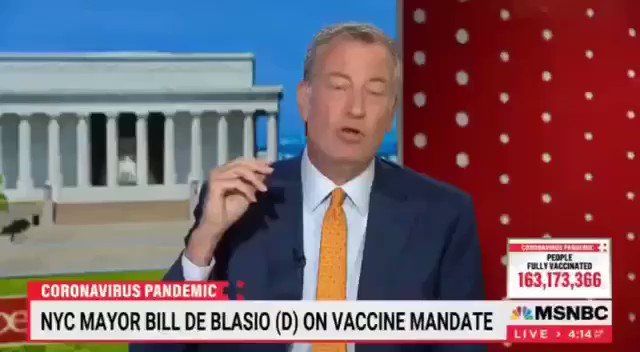 CORONAVIRUS PANDEMIC
PEOPLE
FULLY VACCINATED
163,173,366
CORONAVIRUS PANDEMIC
NYC MAYOR BILL DE BLASIO (D) ON VACCINE MANDATE
MSNBC
LIVE 4:14